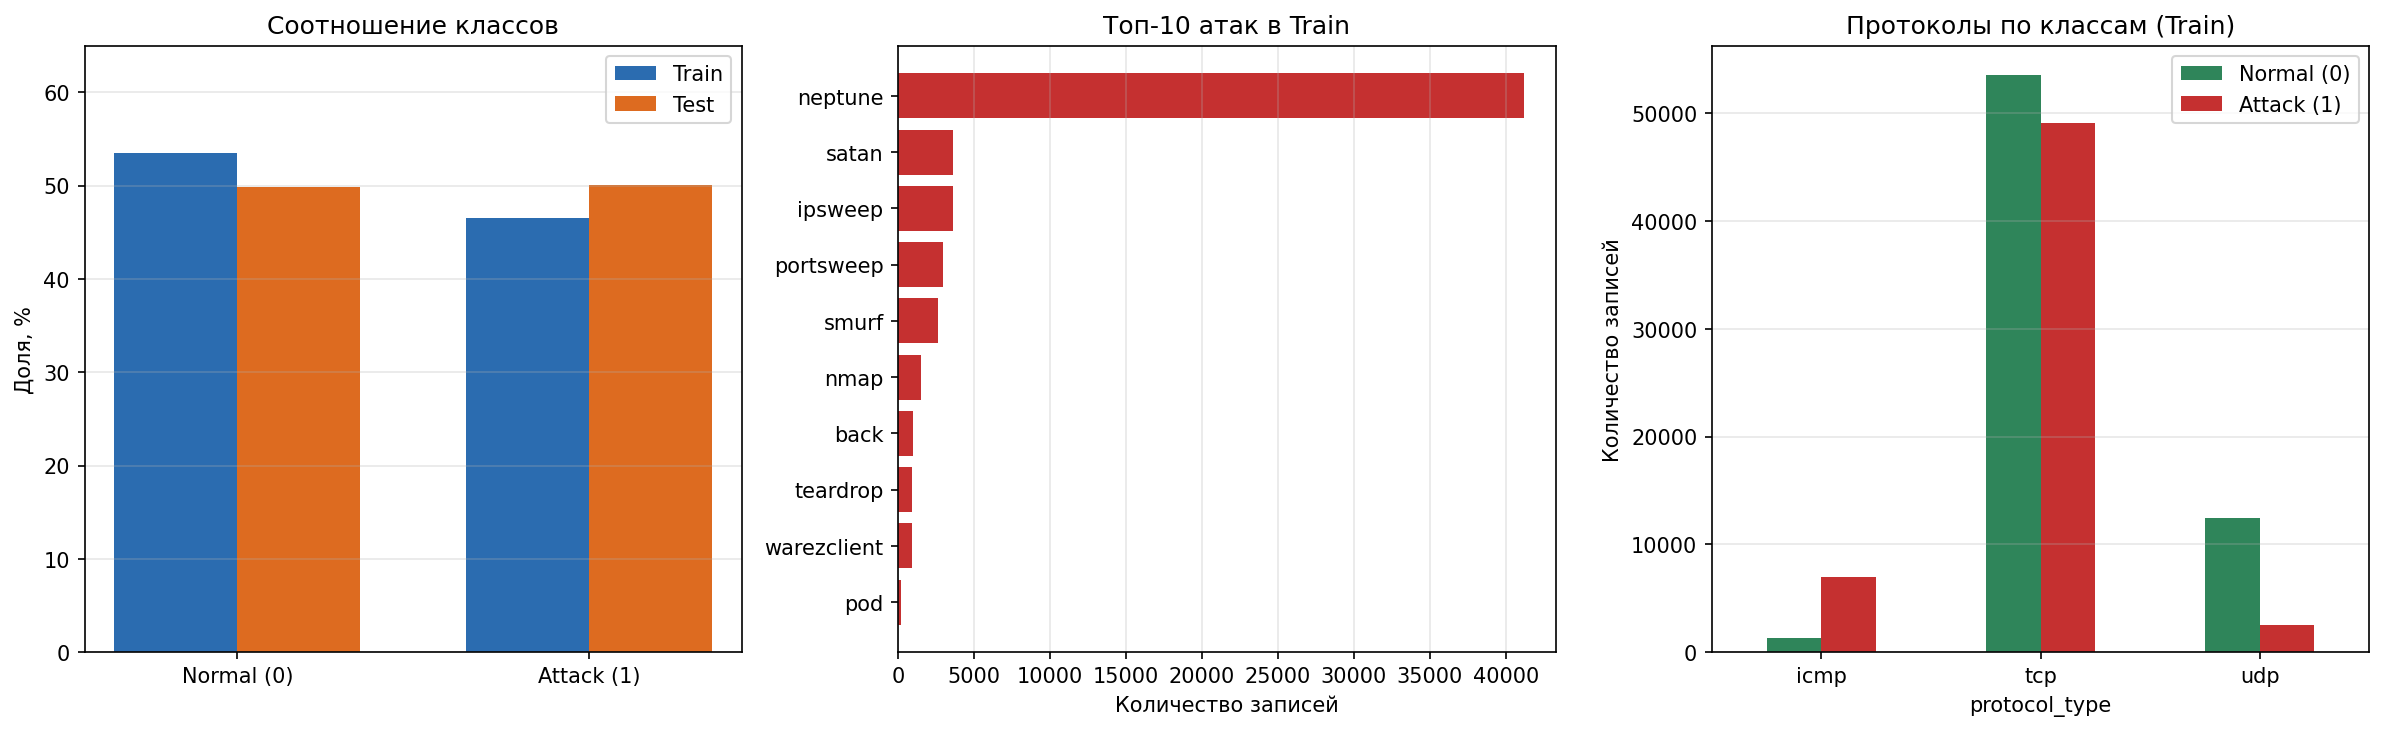 Соотношение классов
Train
Test
60
50
40
30
20
10
0
Доля, %
Normal (0)
Attack (1)
Топ-10 атак в Train
neptune
satan
ipsweep
portsweep
smurf
nmap
back
teardrop
warezclient
pod
0 5000 10000 15000 20000 25000 30000 35000 40000
Количество записей
Протоколы по классам (Train)
Normal (0)
Attack (1)
50000
40000
30000
20000
10000
0
Количество записей
icmp
tcp
udp
protocol_type